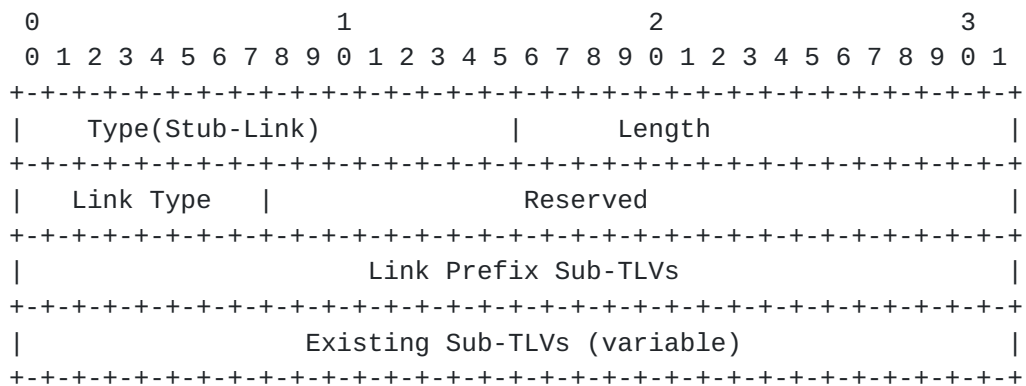 0                   1                   2                   3
 0 1 2 3 4 5 6 7 8 9 0 1 2 3 4 5 6 7 8 9 0 1 2 3 4 5 6 7 8 9 0 1
+-+-+-+-+-+-+-+-+-+-+-+-+-+-+-+-+-+-+-+-+-+-+-+-+-+-+-+-+-+-+-+-+
|    Type(Stub-Link)            |      Length                   |
+-+-+-+-+-+-+-+-+-+-+-+-+-+-+-+-+-+-+-+-+-+-+-+-+-+-+-+-+-+-+-+-+
|   Link Type   |                Reserved                       |
+-+-+-+-+-+-+-+-+-+-+-+-+-+-+-+-+-+-+-+-+-+-+-+-+-+-+-+-+-+-+-+-+
|                      Link Prefix Sub-TLVs                     |
+-+-+-+-+-+-+-+-+-+-+-+-+-+-+-+-+-+-+-+-+-+-+-+-+-+-+-+-+-+-+-+-+
|                  Existing Sub-TLVs (variable)                 |
+-+-+-+-+-+-+-+-+-+-+-+-+-+-+-+-+-+-+-+-+-+-+-+-+-+-+-+-+-+-+-+-+